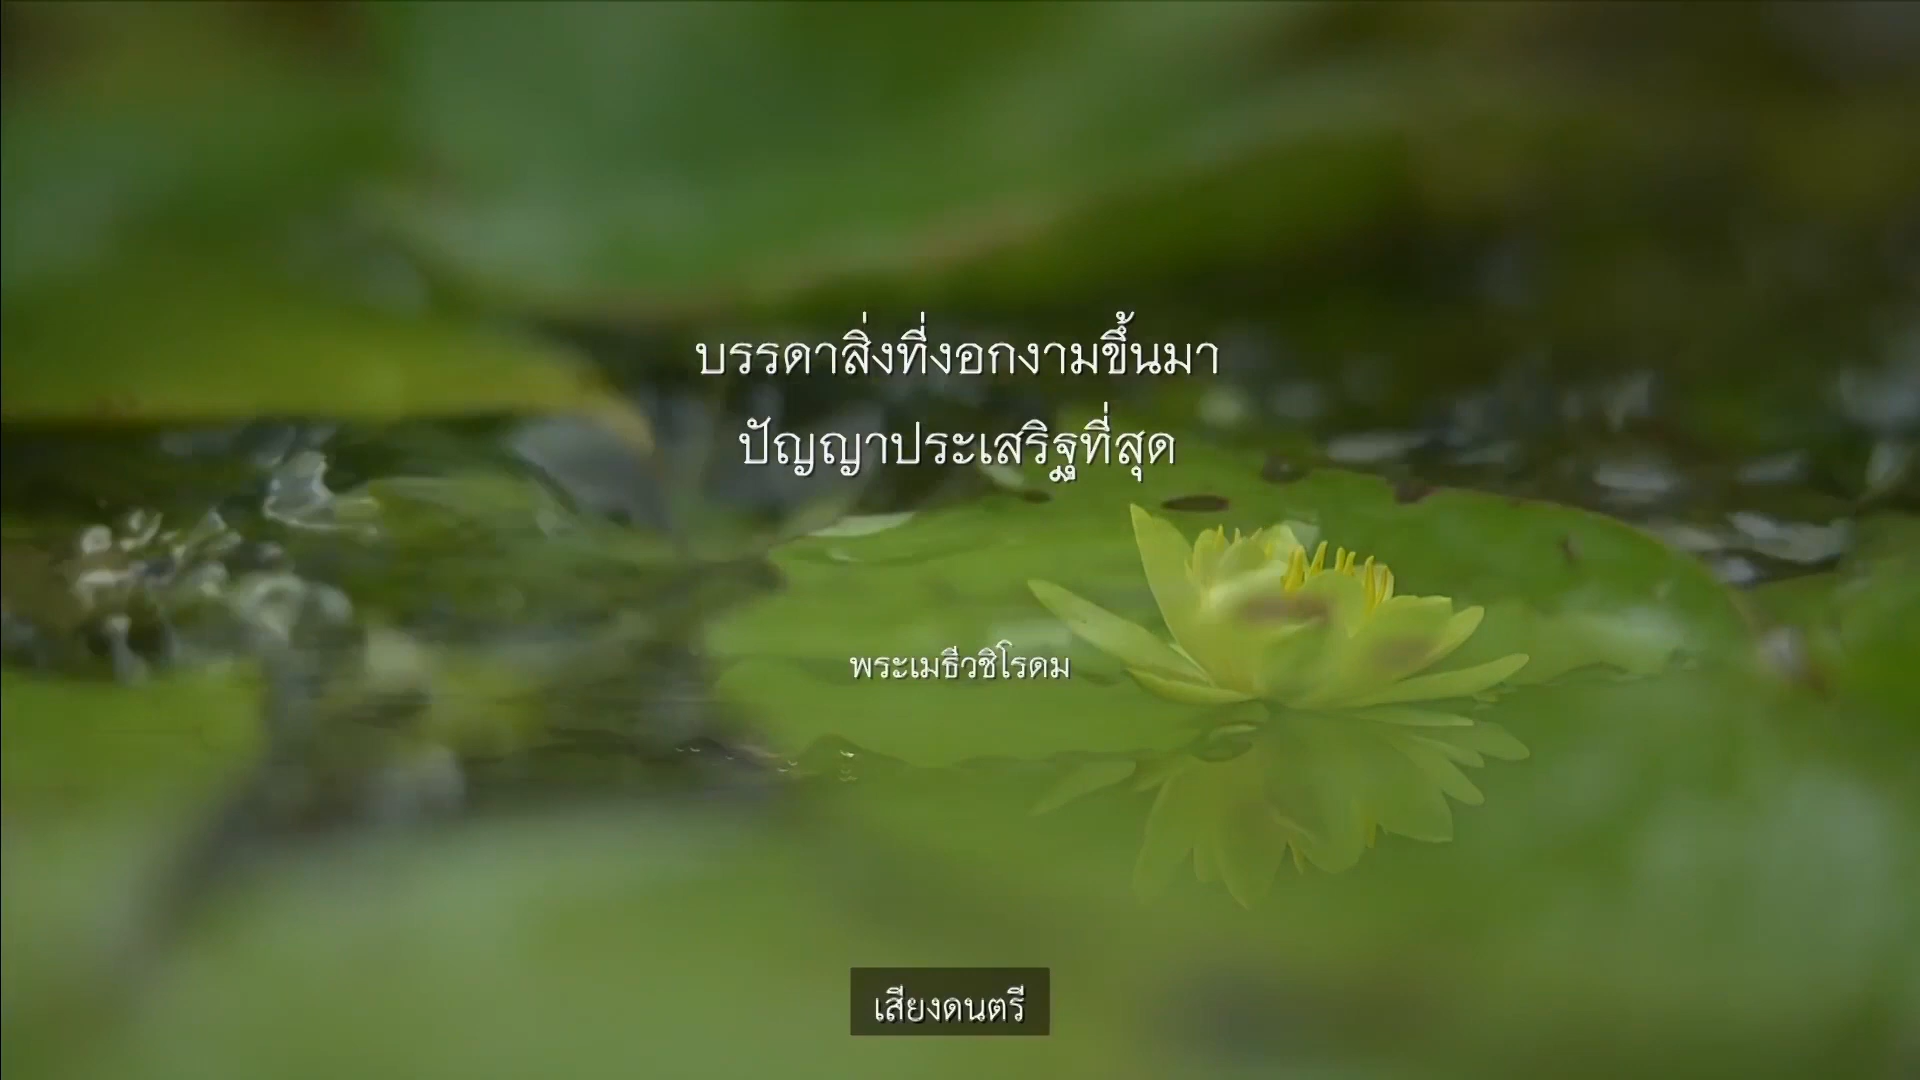 บรรดาสิ่งที่งอกงามขึ้นมา
ปัญญาประเสริฐที่สุด
พระเมธีวชิโรดม
เสียงดนตรี